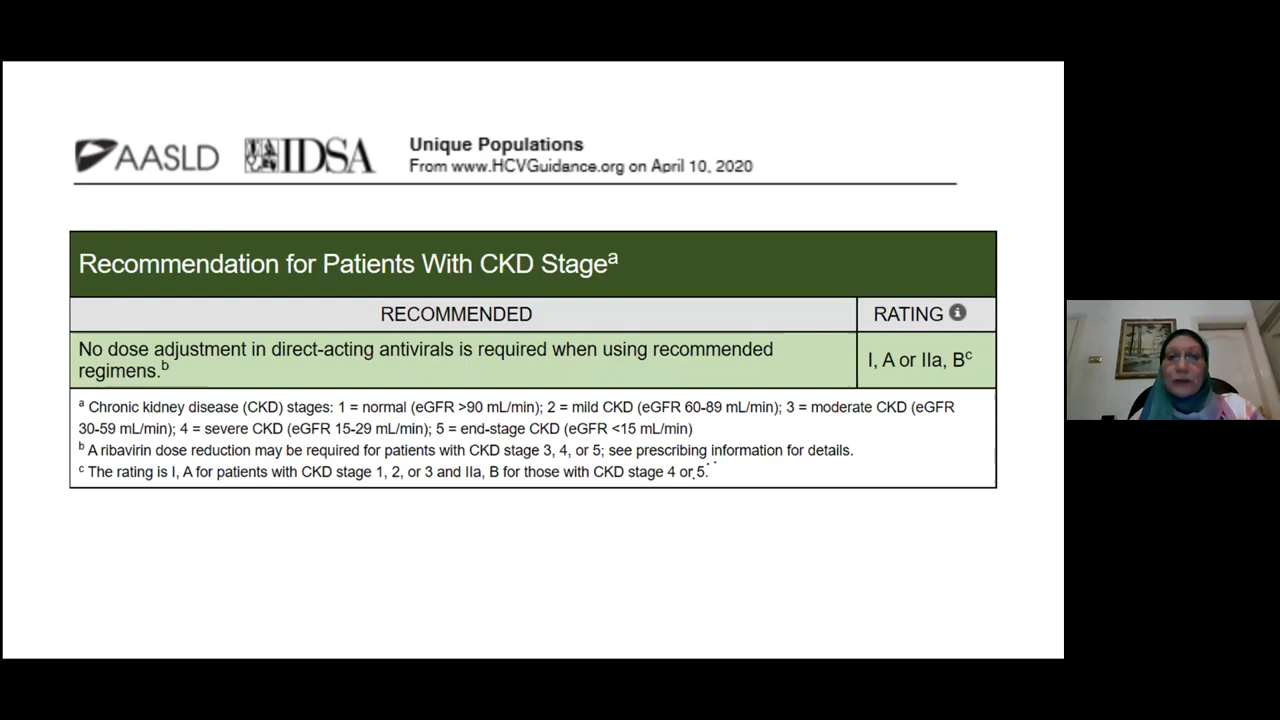 AASLD IDSA Unique Populations
From www.HCVGuidance.org on April 10, 2020
Recommendation for Patients With CKD Stageᵃ
RECOMMENDED RATING
No dose adjustment in direct-acting antivirals is required when using recommended
regimens.ᵇ
I, A or IIa, Bᶜ
ᵃ Chronic kidney disease (CKD) stages: 1 = normal (eGFR >90 mL/min); 2 = mild CKD (eGFR 60-89 mL/min); 3 = moderate CKD (eGFR
30-59 mL/min); 4 = severe CKD (eGFR 15-29 mL/min); 5 = end-stage CKD (eGFR <15 mL/min)
ᵇ A ribavirin dose reduction may be required for patients with CKD stage 3, 4, or 5; see prescribing information for details.
ᶜ The rating is I, A for patients with CKD stage 1, 2, or 3 and IIa, B for those with CKD stage 4 or 5.